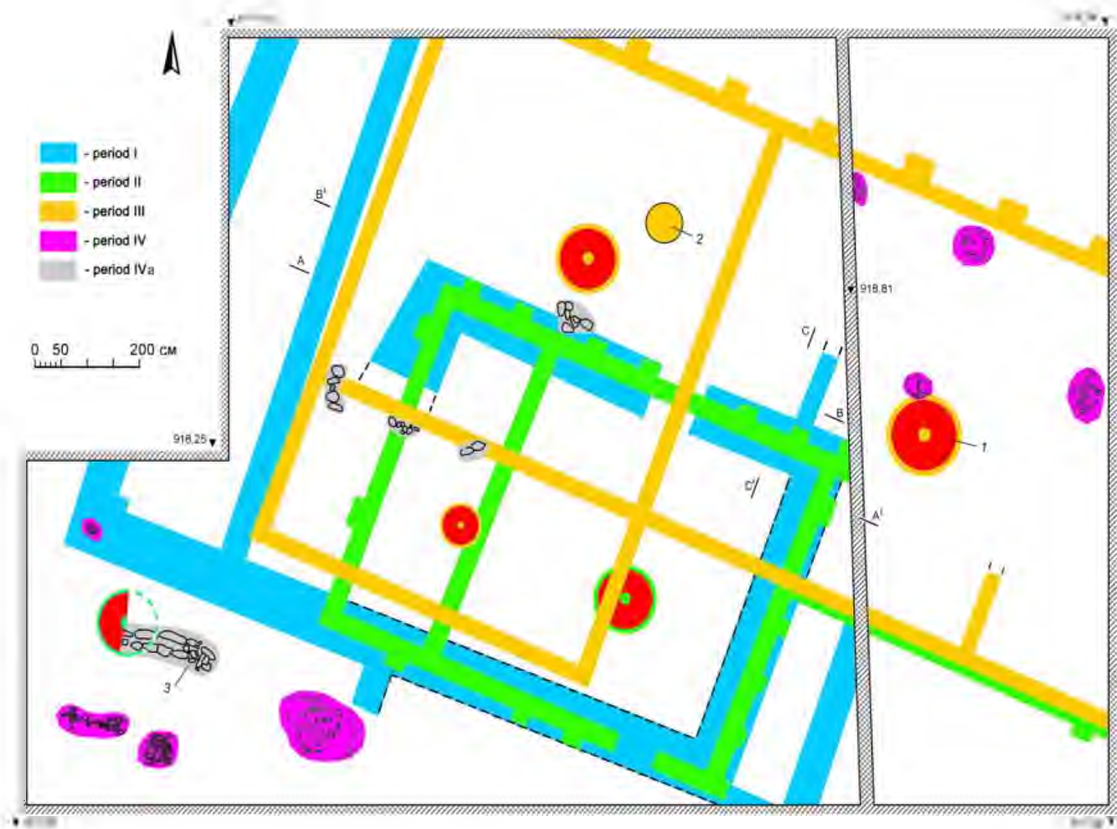 - period I
- period II
- period III
- period IV
- period IVa
0 50 200 CM
B'
A
2
C
918,81
B
1
C'
A'
918,25
3